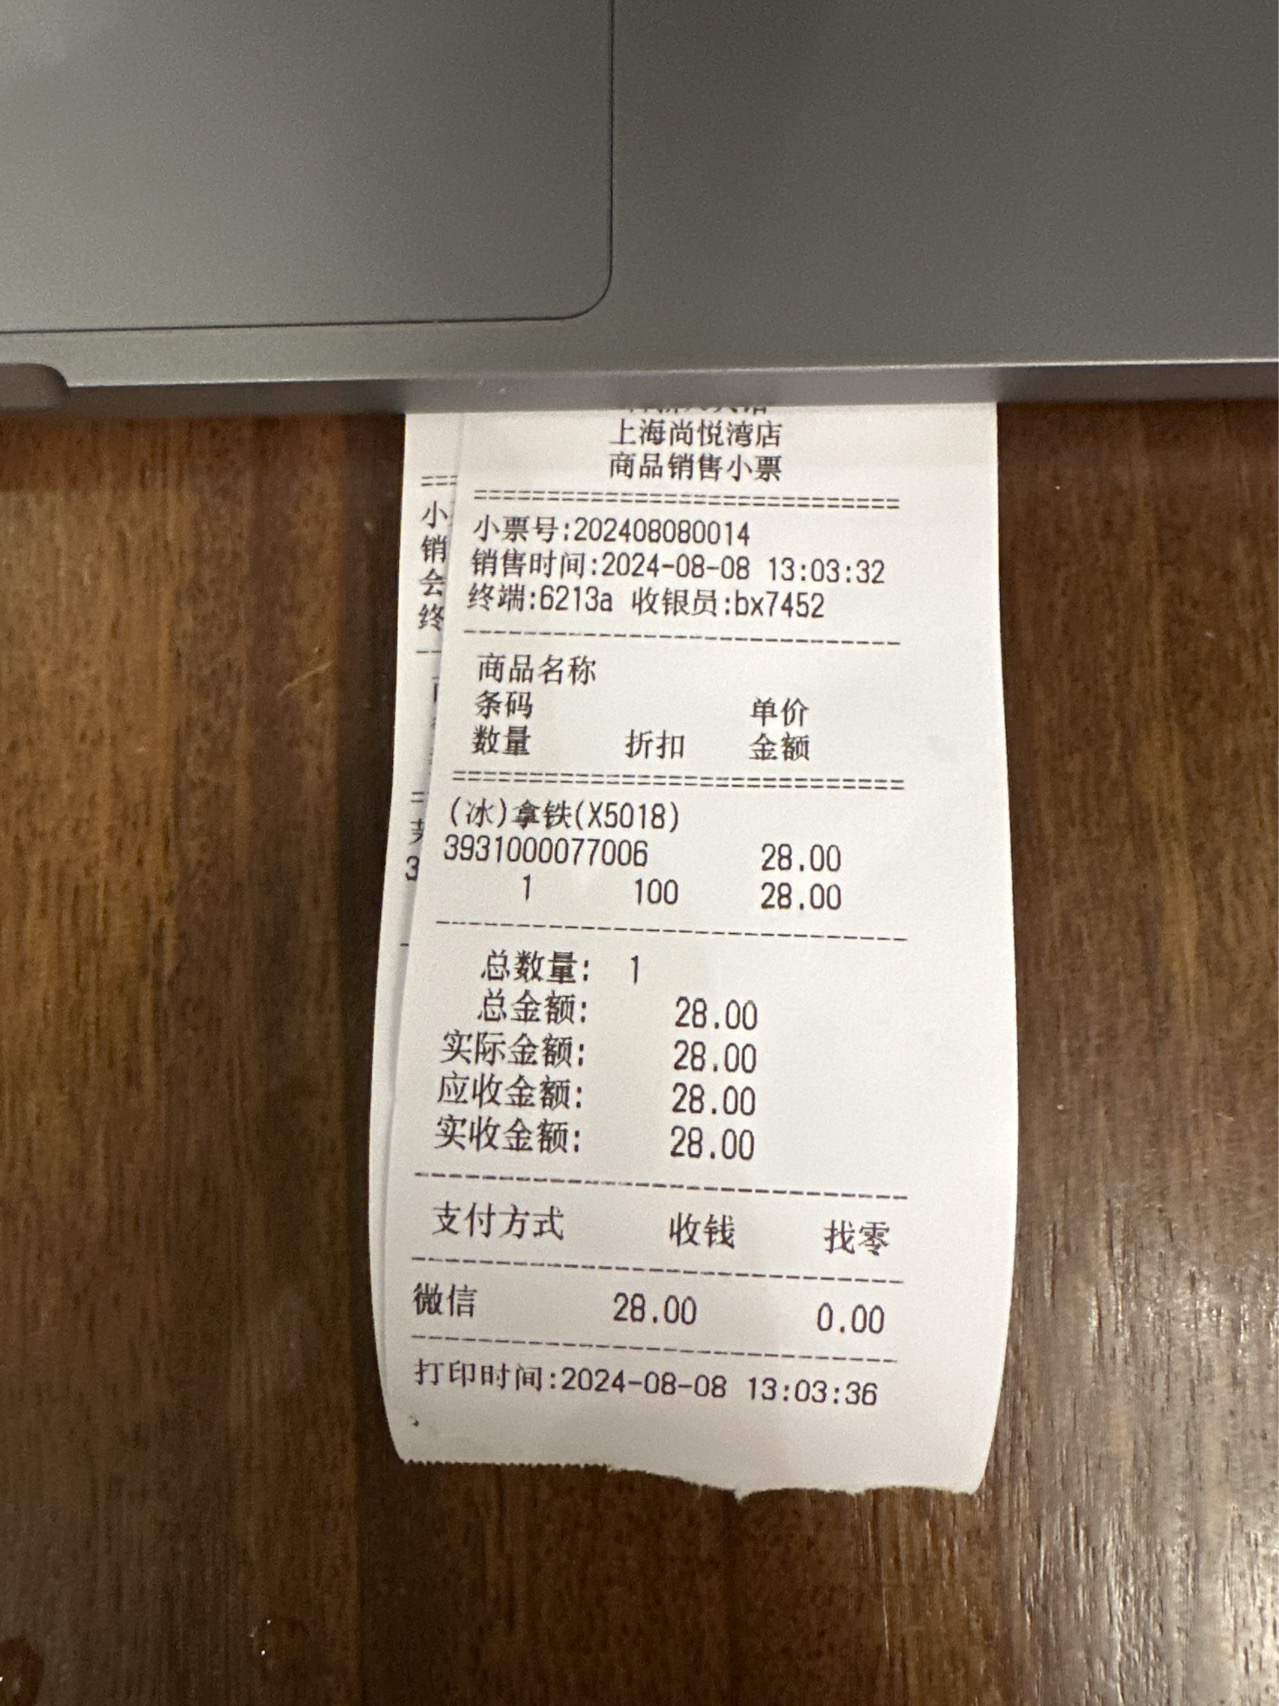 上海尚悦湾店
商品销售小票
===========================
小票号:202408080014
销售时间:2024-08-08 13:03:32
终端:6213a 收银员:bx7452
商品名称
条码 单价
数量 折扣 金额
===========================
(冰)拿铁(X5018)
3931000077006 28.00
1 100 28.00
总数量: 1
总金额: 28.00
实际金额: 28.00
应收金额: 28.00
实收金额: 28.00
支付方式 收钱 找零
微信 28.00 0.00
打印时间:2024-08-08 13:03:36
小
销
会
终
3